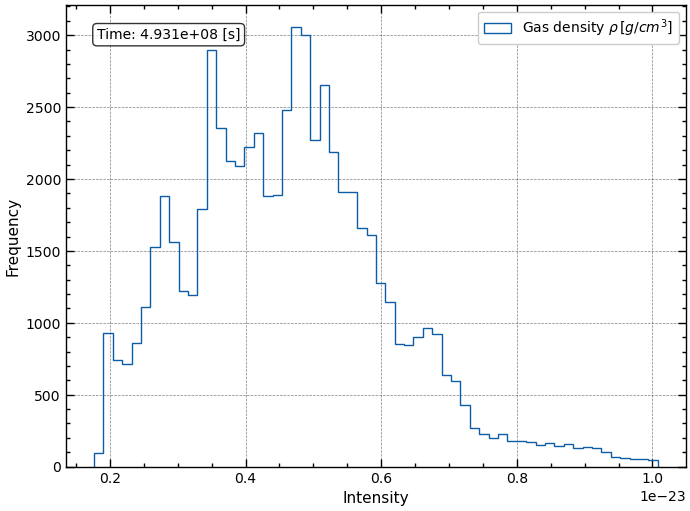 Time: 4.931e+08 [s]
Gas density ρ [g/cm³]
Frequency
3000
2500
2000
1500
1000
500
0
0.2 0.4 0.6 0.8 1.0
1e−23
Intensity